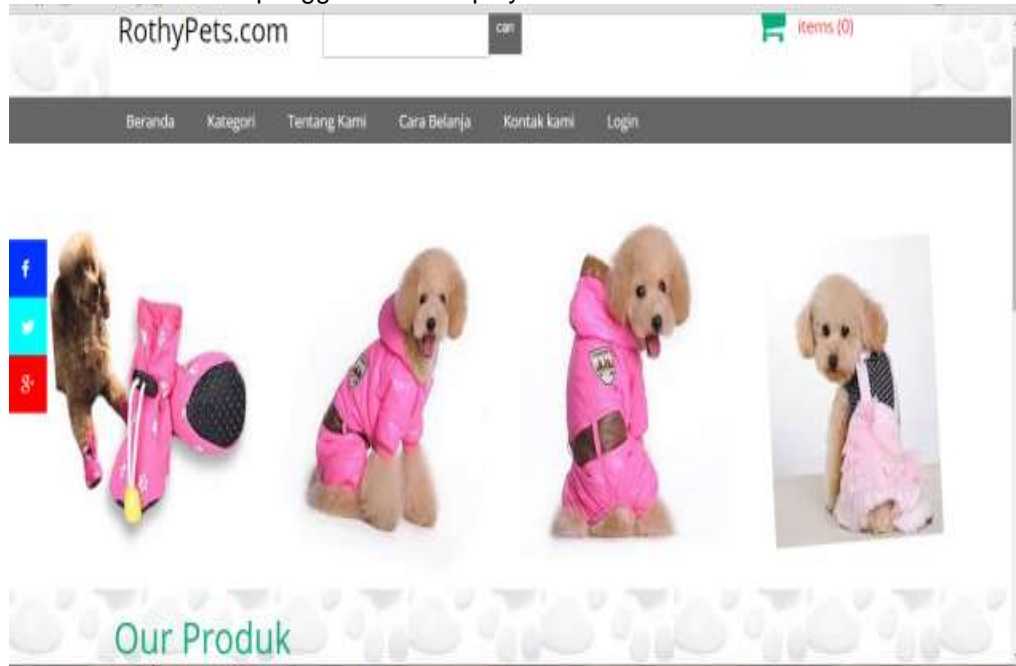 RothyPets.com
cari
items (0)
Beranda Kategori Tentang Kami Cara Belanja Kontak kami Login
f
g+
Our Produk